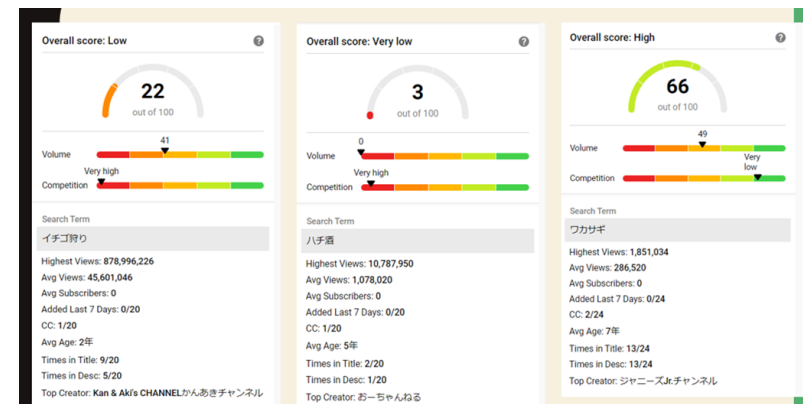 Overall score: Low
22
out of 100
41
Volume
Very high
Competition
Search Term
イチゴ狩り
Highest Views: 878,996,226
Avg Views: 45,601,046
Avg Subscribers: 0
Added Last 7 Days: 0/20
CC: 1/20
Avg Age: 2年
Times in Title: 9/20
Times in Desc: 5/20
Top Creator: Kan & Aki's CHANNELかんあきチャンネル
Overall score: Very low
3
out of 100
0
Volume
Very high
Competition
Search Term
ハチ酒
Highest Views: 10,787,950
Avg Views: 1,078,020
Avg Subscribers: 0
Added Last 7 Days: 0/20
CC: 1/20
Avg Age: 5年
Times in Title: 2/20
Times in Desc: 1/20
Top Creator: おーちゃんねる
Overall score: High
66
out of 100
49
Volume
Very
low
Competition
Search Term
ワカサギ
Highest Views: 1,851,034
Avg Views: 286,520
Avg Subscribers: 0
Added Last 7 Days: 0/24
CC: 2/24
Avg Age: 7年
Times in Title: 13/24
Times in Desc: 13/24
Top Creator: ジャニーズJr.チャンネル